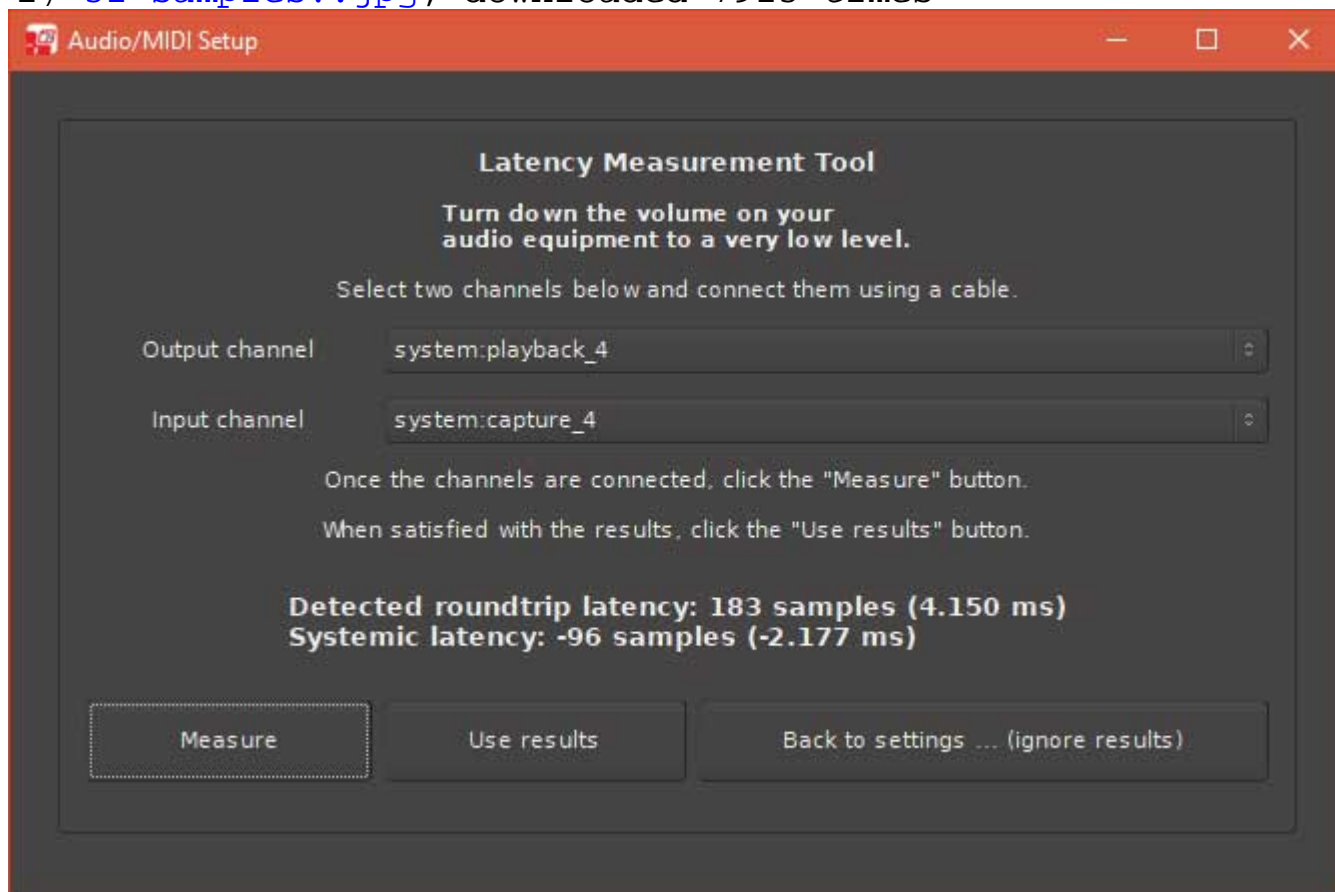 Audio/MIDI Setup
Latency Measurement Tool
Turn down the volume on your
audio equipment to a very low level.
Select two channels below and connect them using a cable.
Output channel system:playback_4
Input channel system:capture_4
Once the channels are connected, click the "Measure" button.
When satisfied with the results, click the "Use results" button.
Detected roundtrip latency: 183 samples (4.150 ms)
Systemic latency: -96 samples (-2.177 ms)
Measure Use results Back to settings ... (ignore results)